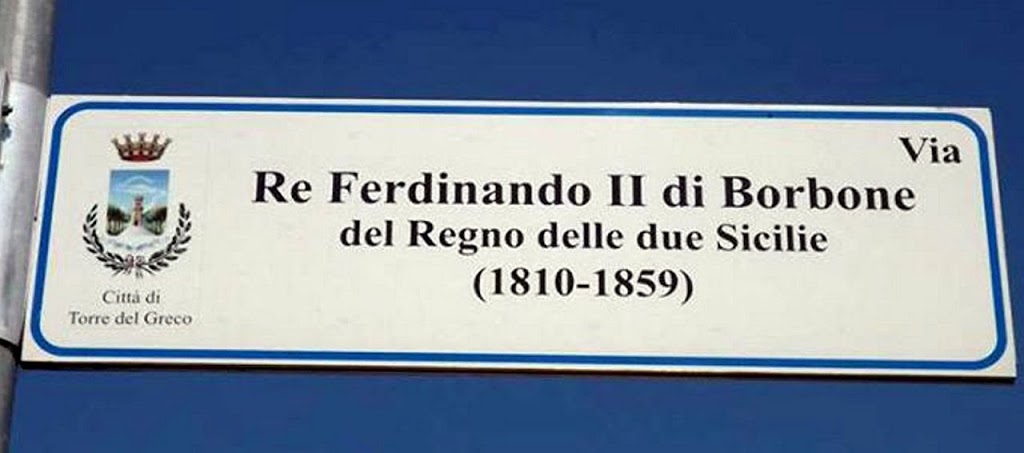 Via
Re Ferdinando II di Borbone
del Regno delle due Sicilie
(1810-1859)
Città di
Torre del Greco